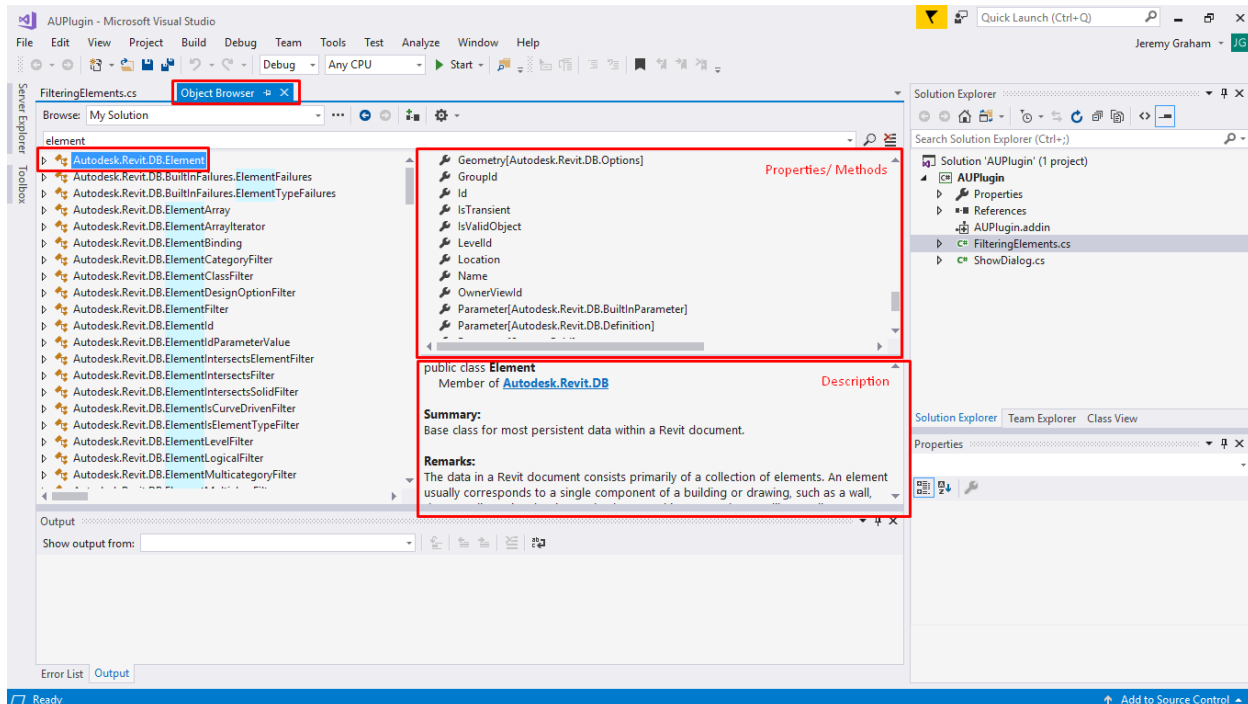 AUPlugin - Microsoft Visual Studio
Quick Launch (Ctrl+Q)
File Edit View Project Build Debug Team Tools Test Analyze Window Help
Jeremy Graham JG
Debug Any CPU Start
Server Explorer
Toolbox
FilteringElements.cs Object Browser
Browse: My Solution
element
Autodesk.Revit.DB.Element
Autodesk.Revit.DB.BuiltInFailures.ElementFailures
Autodesk.Revit.DB.BuiltInFailures.ElementTypeFailures
Autodesk.Revit.DB.ElementArray
Autodesk.Revit.DB.ElementArrayIterator
Autodesk.Revit.DB.ElementBinding
Autodesk.Revit.DB.ElementCategoryFilter
Autodesk.Revit.DB.ElementClassFilter
Autodesk.Revit.DB.ElementDesignOptionFilter
Autodesk.Revit.DB.ElementFilter
Autodesk.Revit.DB.ElementId
Autodesk.Revit.DB.ElementIdParameterValue
Autodesk.Revit.DB.ElementIntersectsElementFilter
Autodesk.Revit.DB.ElementIntersectsFilter
Autodesk.Revit.DB.ElementIntersectsSolidFilter
Autodesk.Revit.DB.ElementIsCurveDrivenFilter
Autodesk.Revit.DB.ElementIsElementTypeFilter
Autodesk.Revit.DB.ElementLevelFilter
Autodesk.Revit.DB.ElementLogicalFilter
Autodesk.Revit.DB.ElementMulticategoryFilter
Geometry[Autodesk.Revit.DB.Options]
Properties/ Methods
GroupId
Id
IsTransient
IsValidObject
LevelId
Location
Name
OwnerViewId
Parameter[Autodesk.Revit.DB.BuiltInParameter]
Parameter[Autodesk.Revit.DB.Definition]
public class Element
Member of Autodesk.Revit.DB
Description
Summary:
Base class for most persistent data within a Revit document.
Remarks:
The data in a Revit document consists primarily of a collection of elements. An element
usually corresponds to a single component of a building or drawing, such as a wall,
Solution Explorer
Search Solution Explorer (Ctrl+;)
Solution 'AUPlugin' (1 project)
AUPlugin
Properties
References
AUPlugin.addin
C# FilteringElements.cs
C# ShowDialog.cs
Solution Explorer Team Explorer Class View
Properties
Output
Show output from:
Error List Output
Ready
Add to Source Control